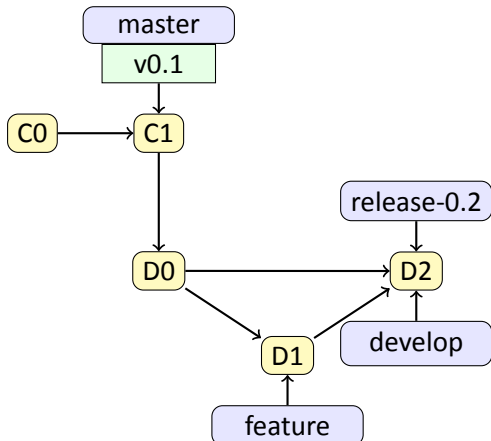 master
v0.1
C0
C1
release-0.2
D0
D2
develop
D1
feature